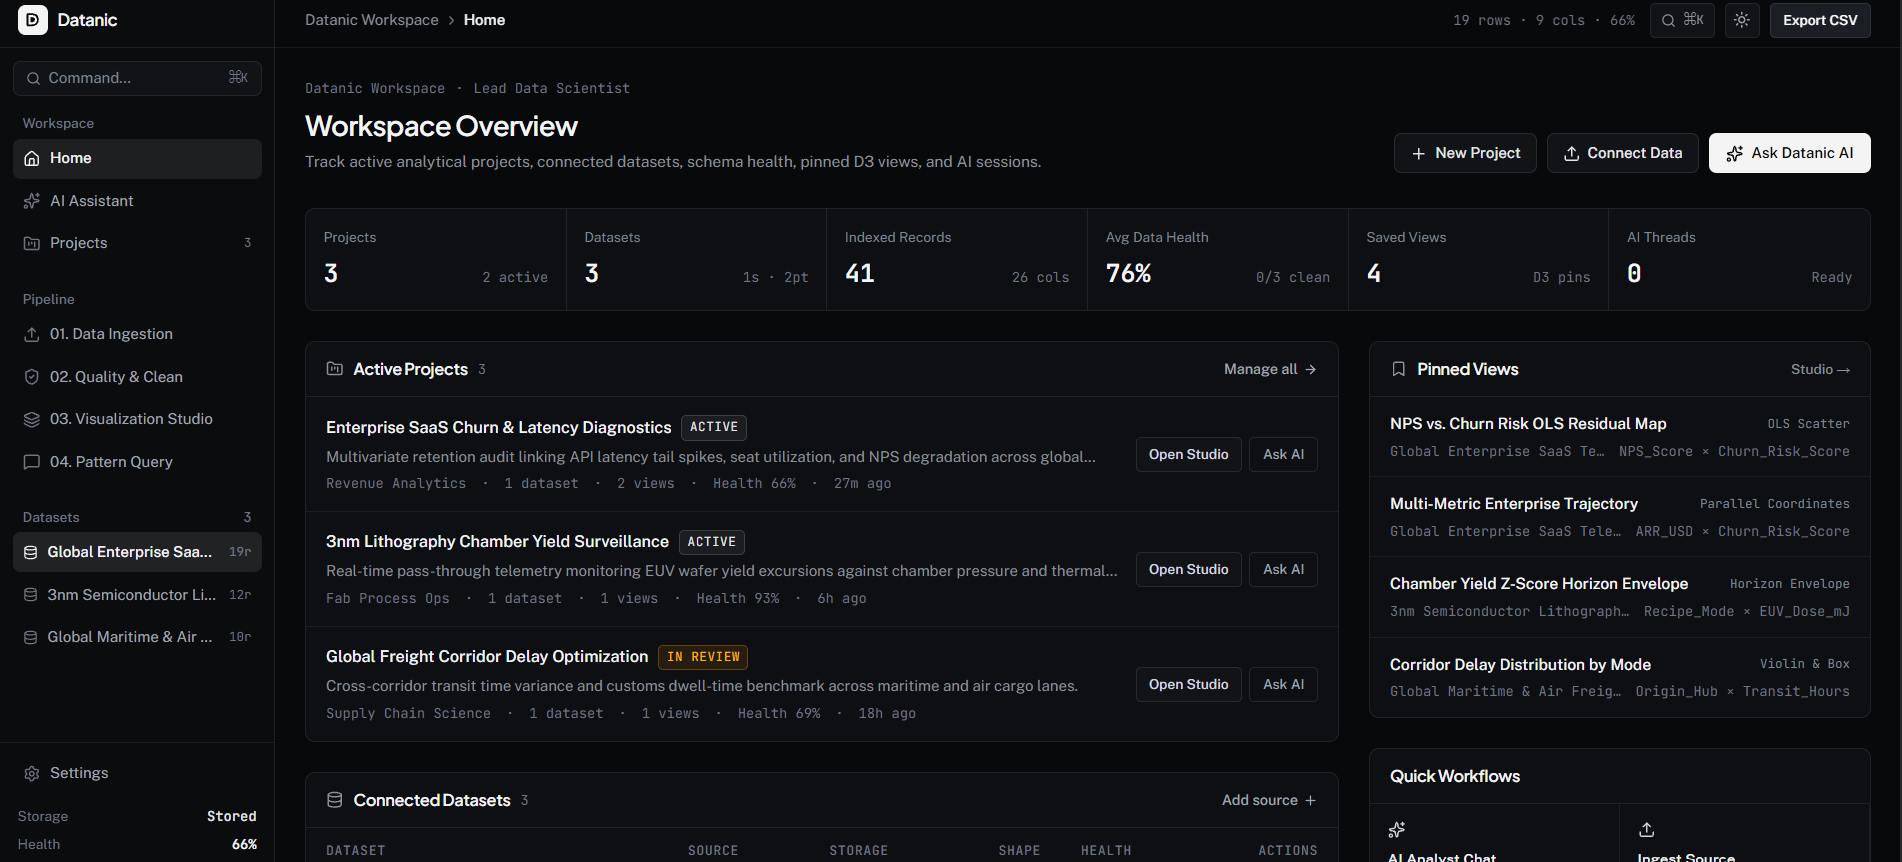 D Datanic
Command... ⌘K
Workspace
Home
AI Assistant
Projects 3
Pipeline
01. Data Ingestion
02. Quality & Clean
03. Visualization Studio
04. Pattern Query
Datasets 3
Global Enterprise Saa... 19r
3nm Semiconductor Li... 12r
Global Maritime & Air ... 10r
Settings
Storage Stored
Health 66%
Datanic Workspace > Home
19 rows · 9 cols · 66% ⌘K Export CSV
Datanic Workspace · Lead Data Scientist
Workspace Overview
Track active analytical projects, connected datasets, schema health, pinned D3 views, and AI sessions.
+ New Project Connect Data Ask Datanic AI
Projects
3 2 active
Datasets
3 1s · 2pt
Indexed Records
41 26 cols
Avg Data Health
76% 0/3 clean
Saved Views
4 D3 pins
AI Threads
0 Ready
Active Projects 3 Manage all →
Enterprise SaaS Churn & Latency Diagnostics ACTIVE
Multivariate retention audit linking API latency tail spikes, seat utilization, and NPS degradation across global...
Revenue Analytics · 1 dataset · 2 views · Health 66% · 27m ago
Open Studio Ask AI
3nm Lithography Chamber Yield Surveillance ACTIVE
Real-time pass-through telemetry monitoring EUV wafer yield excursions against chamber pressure and thermal...
Fab Process Ops · 1 dataset · 1 views · Health 93% · 6h ago
Open Studio Ask AI
Global Freight Corridor Delay Optimization IN REVIEW
Cross-corridor transit time variance and customs dwell-time benchmark across maritime and air cargo lanes.
Supply Chain Science · 1 dataset · 1 views · Health 69% · 18h ago
Open Studio Ask AI
Connected Datasets 3 Add source +
DATASET SOURCE STORAGE SHAPE HEALTH ACTIONS
Pinned Views Studio →
NPS vs. Churn Risk OLS Residual Map OLS Scatter
Global Enterprise SaaS Te... NPS_Score × Churn_Risk_Score
Multi-Metric Enterprise Trajectory Parallel Coordinates
Global Enterprise SaaS Tele... ARR_USD × Churn_Risk_Score
Chamber Yield Z-Score Horizon Envelope Horizon Envelope
3nm Semiconductor Lithograph... Recipe_Mode × EUV_Dose_mJ
Corridor Delay Distribution by Mode Violin & Box
Global Maritime & Air Freig... Origin_Hub × Transit_Hours
Quick Workflows
AI Analyst Chat
Ingest Source